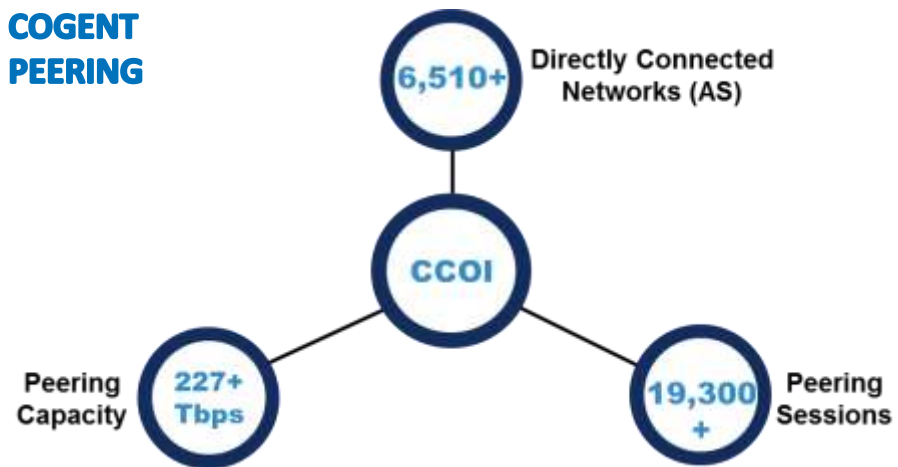 COGENT
PEERING
6,510+
Directly Connected
Networks (AS)
CCOI
Peering
Capacity
227+
Tbps
19,300
+
Peering
Sessions